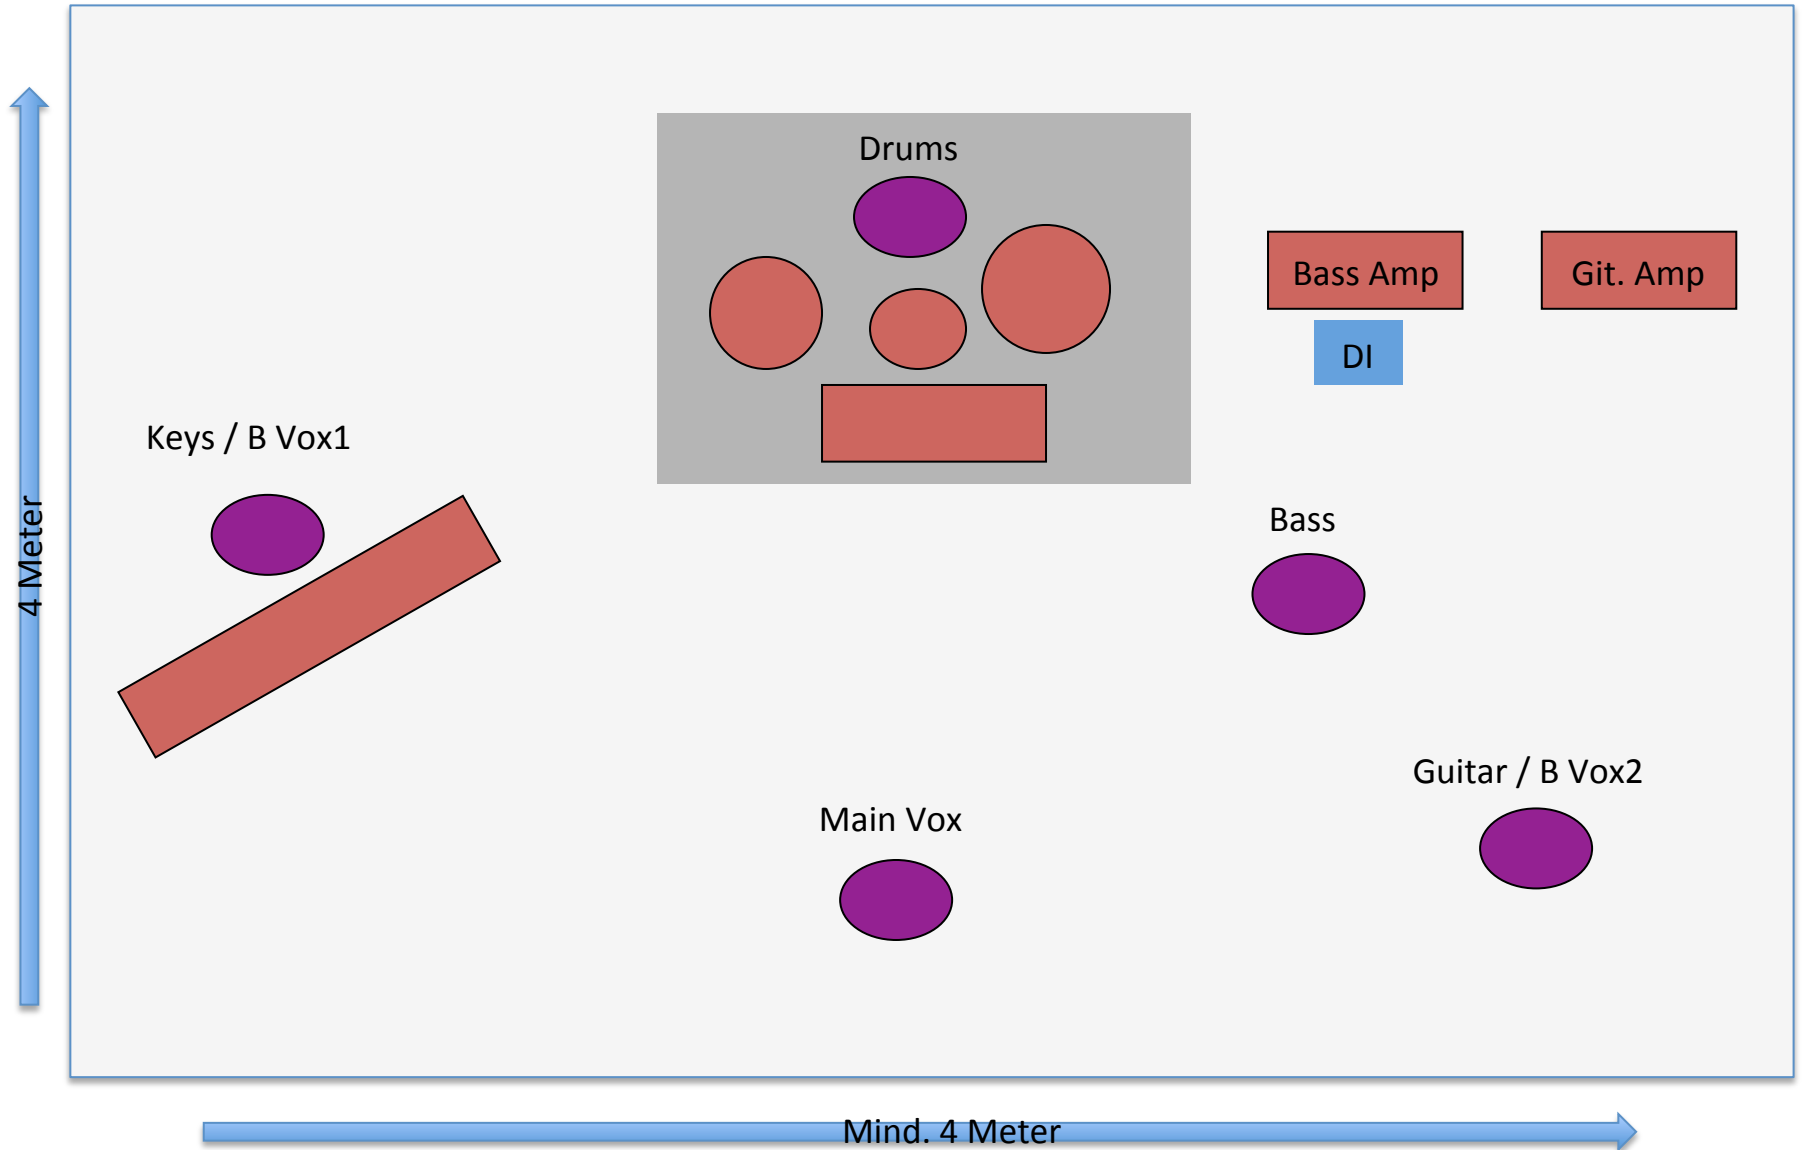 Drums
Bass Amp
Git. Amp
DI
Keys / B Vox1
4 Meter
Bass
Guitar / B Vox2
Main Vox
Mind. 4 Meter